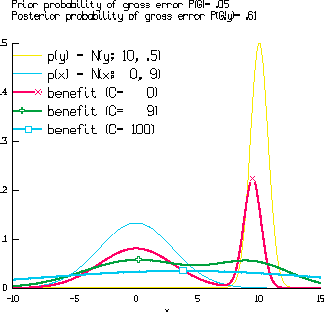 Prior probability of gross error P(G)= .05
Posterior probability of gross error P(G|y)= .61
p(y) - N(y; 10, .5)
p(x) - N(x; 0, 9)
benefit (C= 0)
benefit (C= 9)
benefit (C= 100)
.5
.4
.3
.2
.1
0
-10 -5 0 5 10 15
x